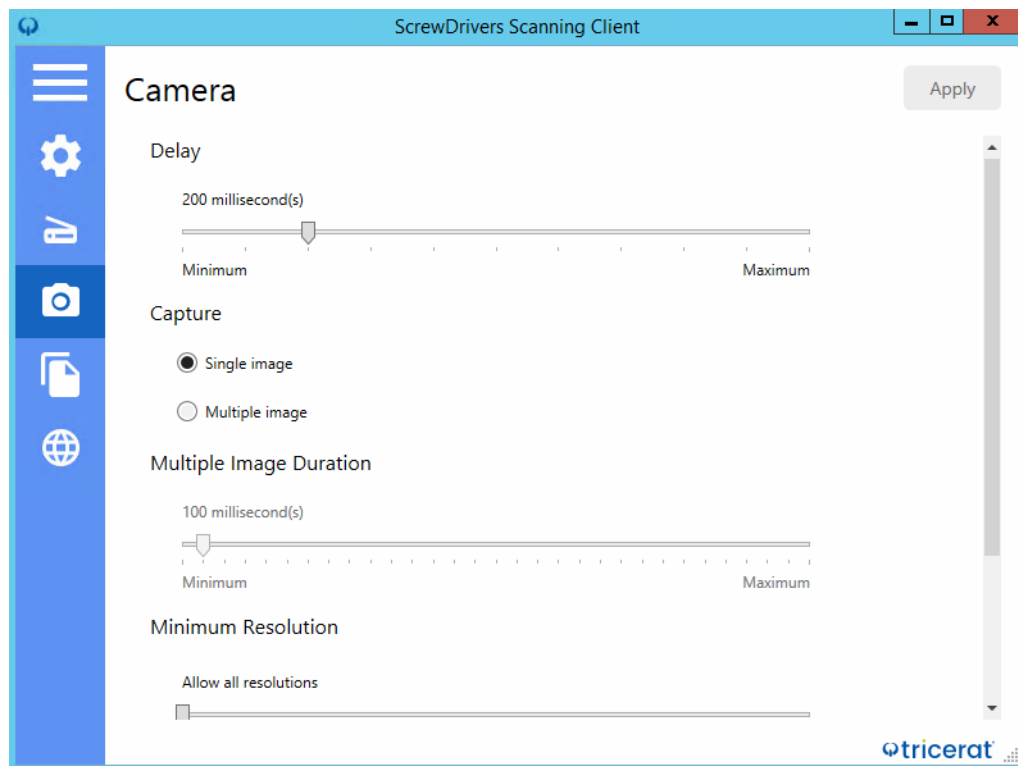 ScrewDrivers Scanning Client
Camera
Apply
Delay
200 millisecond(s)
Minimum Maximum
Capture
Single image
Multiple image
Multiple Image Duration
100 millisecond(s)
Minimum Maximum
Minimum Resolution
Allow all resolutions
tricerat